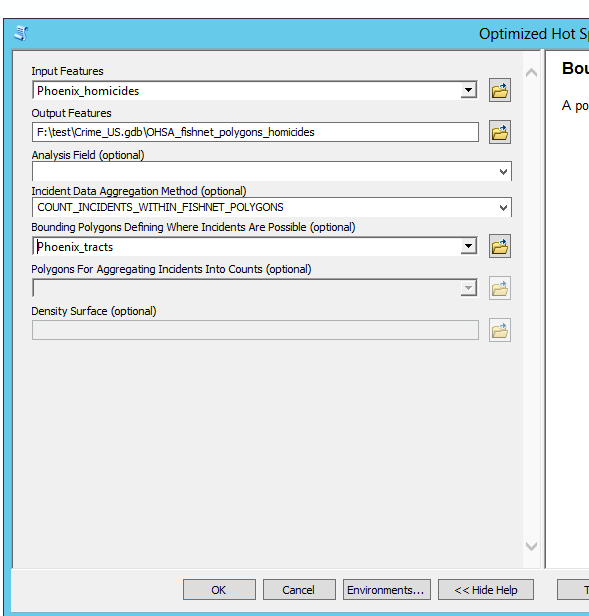 Optimized Hot S
Input Features
Phoenix_homicides
Output Features
F:\test\Crime_US.gdb\OHSA_fishnet_polygons_homicides
Analysis Field (optional)
Incident Data Aggregation Method (optional)
COUNT_INCIDENTS_WITHIN_FISHNET_POLYGONS
Bounding Polygons Defining Where Incidents Are Possible (optional)
Phoenix_tracts
Polygons For Aggregating Incidents Into Counts (optional)
Density Surface (optional)
OK
Cancel
Environments...
<< Hide Help
T
Bou
A po